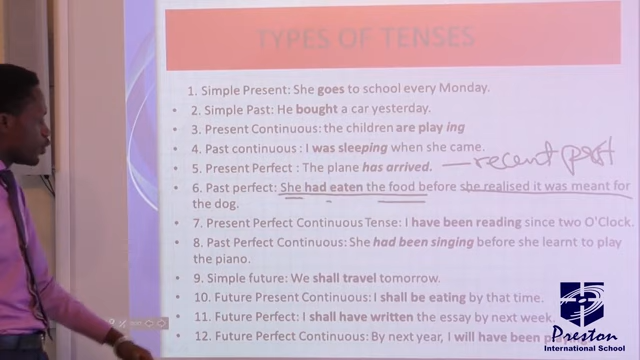 TYPES OF TENSES
1. Simple Present: She goes to school every Monday.
• 2. Simple Past: He bought a car yesterday.
• 3. Present Continuous: the children are play ing
• 4. Past continuous : I was sleeping when she came.
• 5. Present Perfect : The plane has arrived. — recent past
• 6. Past perfect: She had eaten the food before she realised it was meant for
the dog.
• 7. Present Perfect Continuous Tense: I have been reading since two O'Clock.
• 8. Past Perfect Continuous: She had been singing before she learnt to play
the piano.
• 9. Simple future: We shall travel tomorrow.
• 10. Future Present Continuous: I shall be eating by that time.
11. Future Perfect: I shall have written the essay by next week.
12. Future Perfect Continuous: By next year, I will have been
Preston
International School